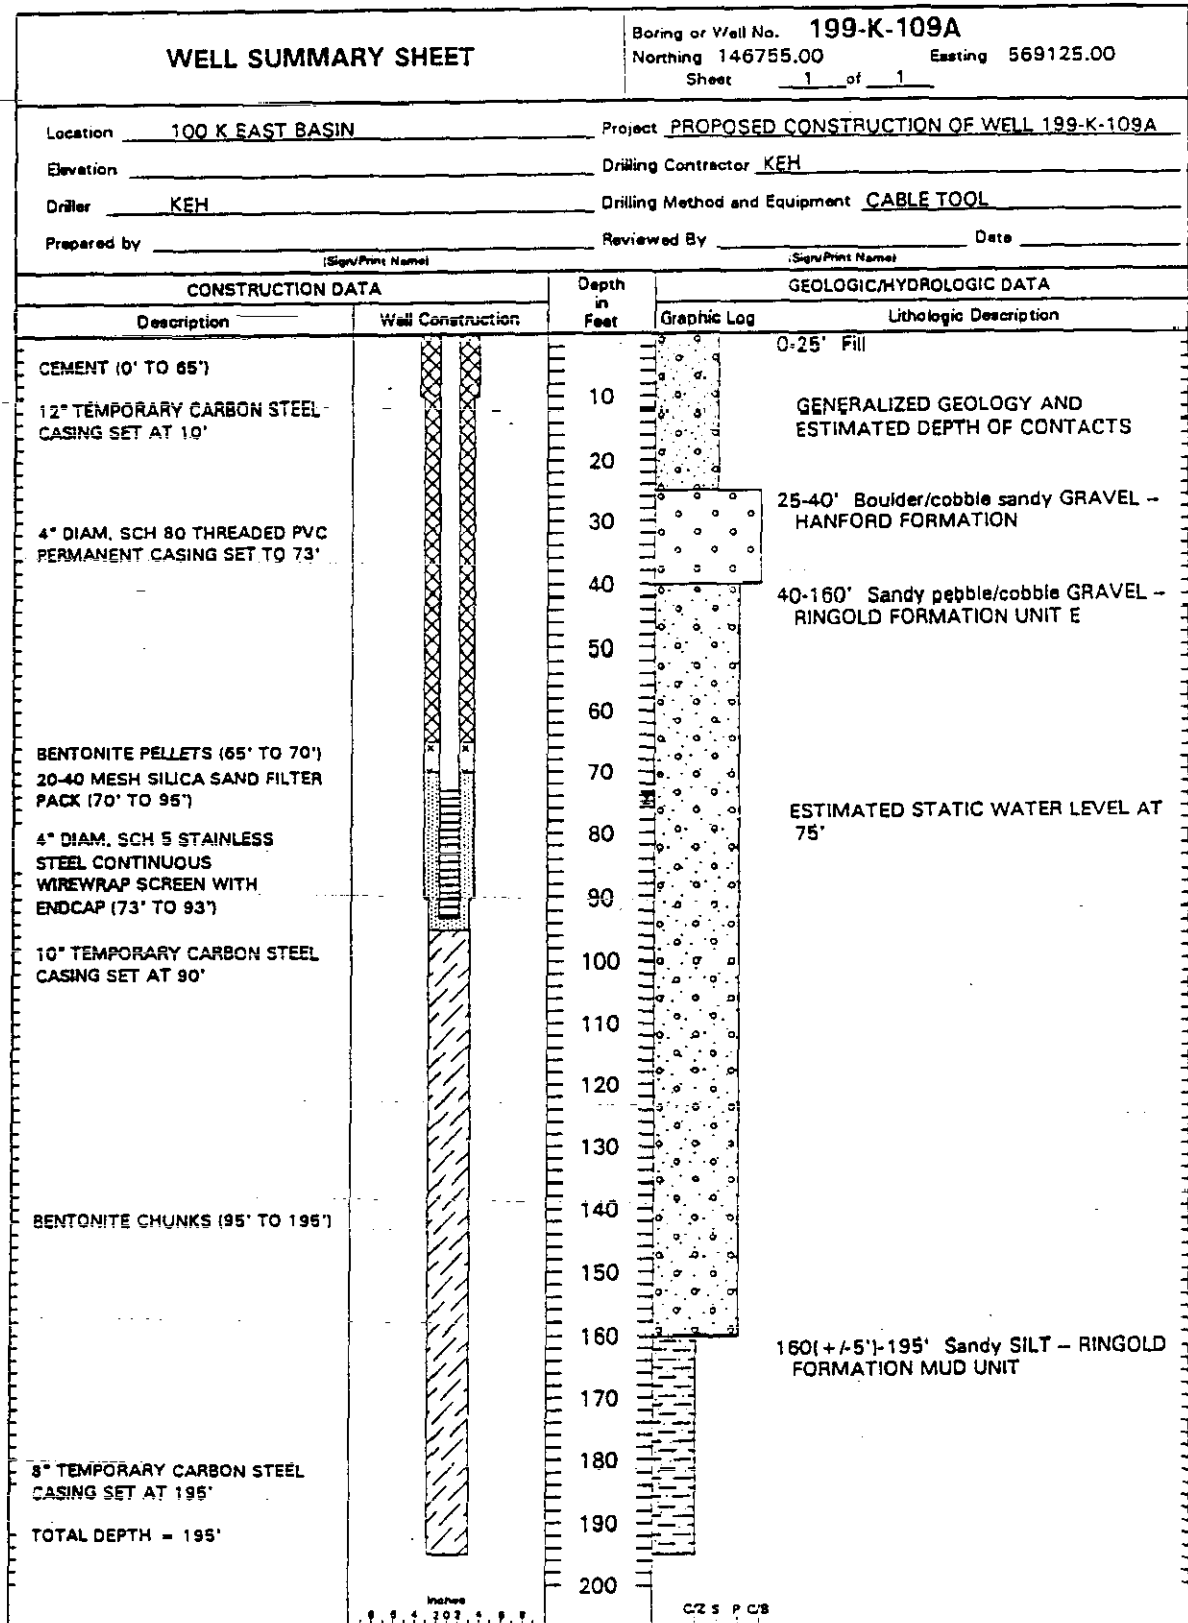 WELL SUMMARY SHEET
Boring or Well No. 199-K-109A
Northing 146755.00 Easting 569125.00
Sheet 1 of 1
Location 100 K EAST BASIN
Project PROPOSED CONSTRUCTION OF WELL 199-K-109A
Elevation
Drilling Contractor KEH
Driller KEH
Drilling Method and Equipment CABLE TOOL
Prepared by
(Sign/Print Name)
Reviewed By Date
(Sign/Print Name)
CONSTRUCTION DATA
Depth in Feet
GEOLOGIC/HYDROLOGIC DATA
Description
Well Construction
Graphic Log
Lithologic Description
CEMENT (0' TO 65')
12" TEMPORARY CARBON STEEL
CASING SET AT 10'
4" DIAM, SCH 80 THREADED PVC
PERMANENT CASING SET TO 73'
BENTONITE PELLETS (65' TO 70')
20-40 MESH SILICA SAND FILTER
PACK (70' TO 95')
4" DIAM, SCH 5 STAINLESS
STEEL CONTINUOUS
WIREWRAP SCREEN WITH
ENDCAP (73' TO 93')
10" TEMPORARY CARBON STEEL
CASING SET AT 90'
BENTONITE CHUNKS (95' TO 195')
8" TEMPORARY CARBON STEEL
CASING SET AT 195'
TOTAL DEPTH = 195'
10
20
30
40
50
60
70
80
90
100
110
120
130
140
150
160
170
180
190
200
0-25' Fill
GENERALIZED GEOLOGY AND
ESTIMATED DEPTH OF CONTACTS
25-40' Boulder/cobble sandy GRAVEL –
HANFORD FORMATION
40-160' Sandy pebble/cobble GRAVEL –
RINGOLD FORMATION UNIT E
ESTIMATED STATIC WATER LEVEL AT
75'
160(+/-5')-195' Sandy SILT – RINGOLD
FORMATION MUD UNIT
Inches
8 6 4 2 0 2 4 6 8
C/Z S P C/B